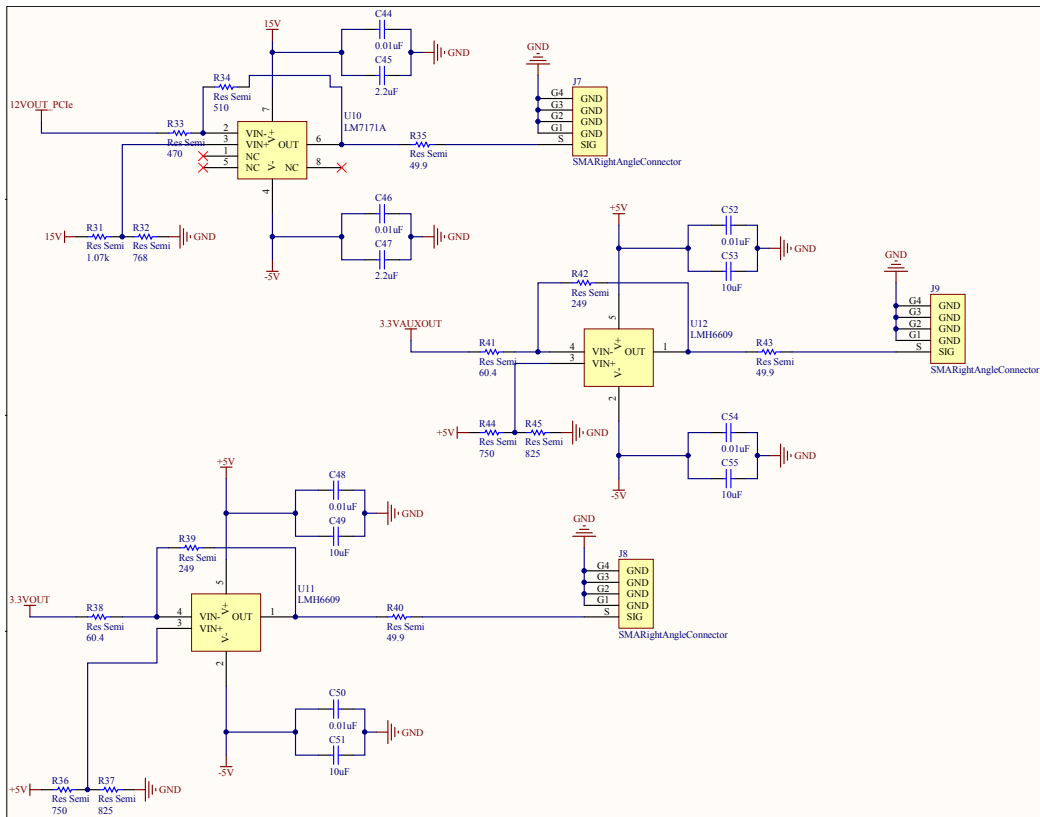 15V
C44
0.01uF
GND
C45
2.2uF
R34
Res Semi
510
12VOUT_PCIe
R33
Res Semi
470
U10
LM7171A
7
2 VIN- V+ OUT 6
3 VIN+
1 NC
5 NC V- NC 8
4
R35
Res Semi
49.9
GND
J7
G4 GND
G3 GND
G2 GND
G1 GND
S SIG
SMARightAngleConnector
15V
R31
Res Semi
1.07k
R32
Res Semi
768
GND
C46
0.01uF
GND
C47
2.2uF
-5V
+5V
C52
0.01uF
GND
C53
10uF
R42
Res Semi
249
3.3VAUXOUT
R41
Res Semi
60.4
U12
LMH6609
5
4 VIN- V+ OUT 1
3 VIN+
V-
2
R43
Res Semi
49.9
GND
J9
G4 GND
G3 GND
G2 GND
G1 GND
S SIG
SMARightAngleConnector
+5V
R44
Res Semi
750
R45
Res Semi
825
GND
C54
0.01uF
GND
C55
10uF
-5V
+5V
C48
0.01uF
GND
C49
10uF
R39
Res Semi
249
3.3VOUT
R38
Res Semi
60.4
U11
LMH6609
5
4 VIN- V+ OUT 1
3 VIN+
V-
2
R40
Res Semi
49.9
GND
J8
G4 GND
G3 GND
G2 GND
G1 GND
S SIG
SMARightAngleConnector
C50
0.01uF
GND
C51
10uF
-5V
+5V
R36
Res Semi
750
R37
Res Semi
825
GND